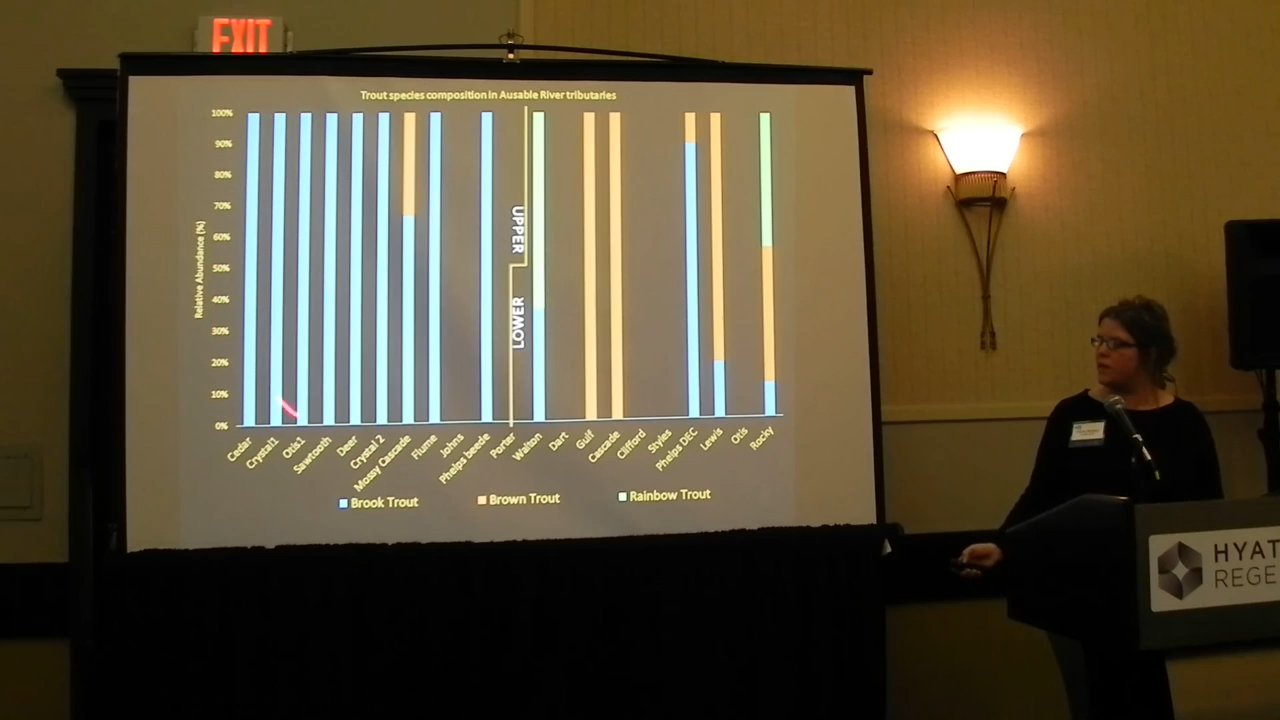 EXIT
Trout species composition in Ausable River tributaries
Relative Abundance (%)
100%
90%
80%
70%
60%
50%
40%
30%
20%
10%
0%
UPPER
LOWER
Cedar
Crystal1
Otis1
Sawtooth
Deer
Crystal 2
Mossy Cascade
Flume
Johns
Phelps beede
Porter
Walton
Dart
Gulf
Cascade
Clifford
Styles
Phelps DEC
Lewis
Otis
Rocky
Brook Trout Brown Trout Rainbow Trout
HYAT
REGE